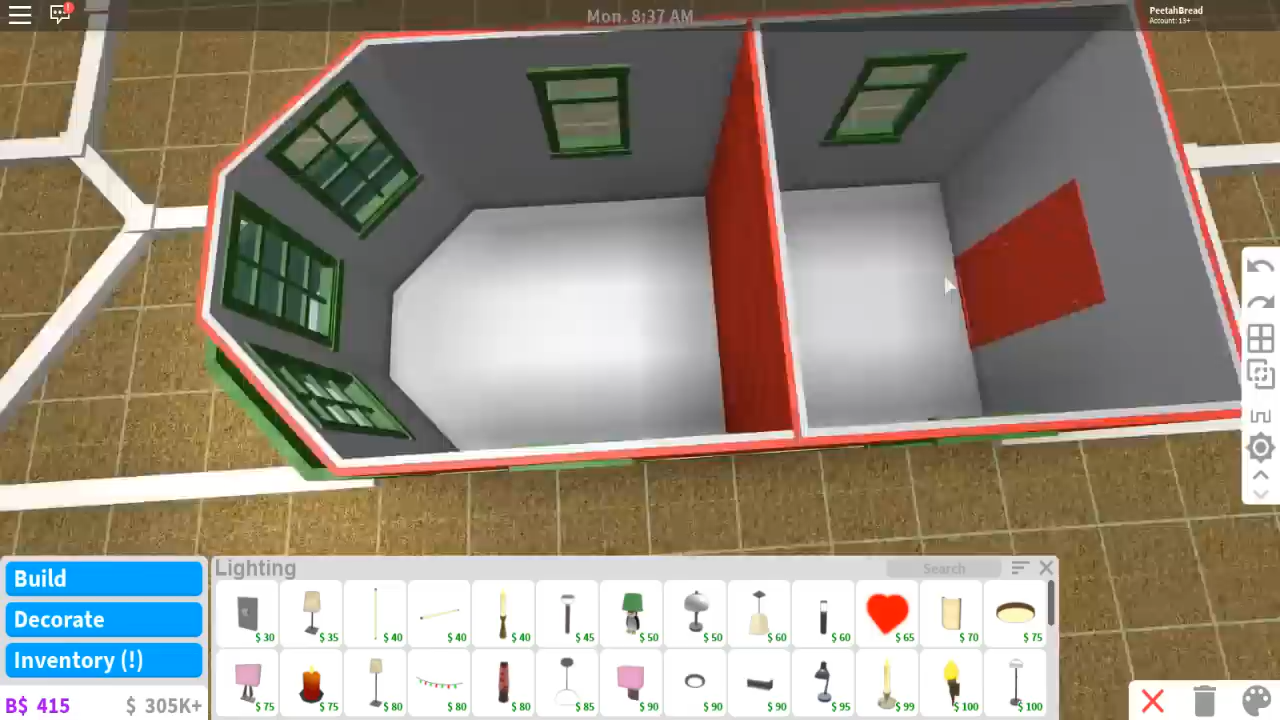 Mon. 8:37 AM
PeetahBread
Account: 13+
Build
Decorate
Inventory (!)
B$ 415
$ 305K+
Lighting
Search
$ 30
$ 35
$ 40
$ 40
$ 40
$ 45
$ 50
$ 50
$ 60
$ 60
$ 65
$ 70
$ 75
$ 75
$ 75
$ 80
$ 80
$ 80
$ 85
$ 90
$ 90
$ 90
$ 95
$ 99
$ 100
$ 100